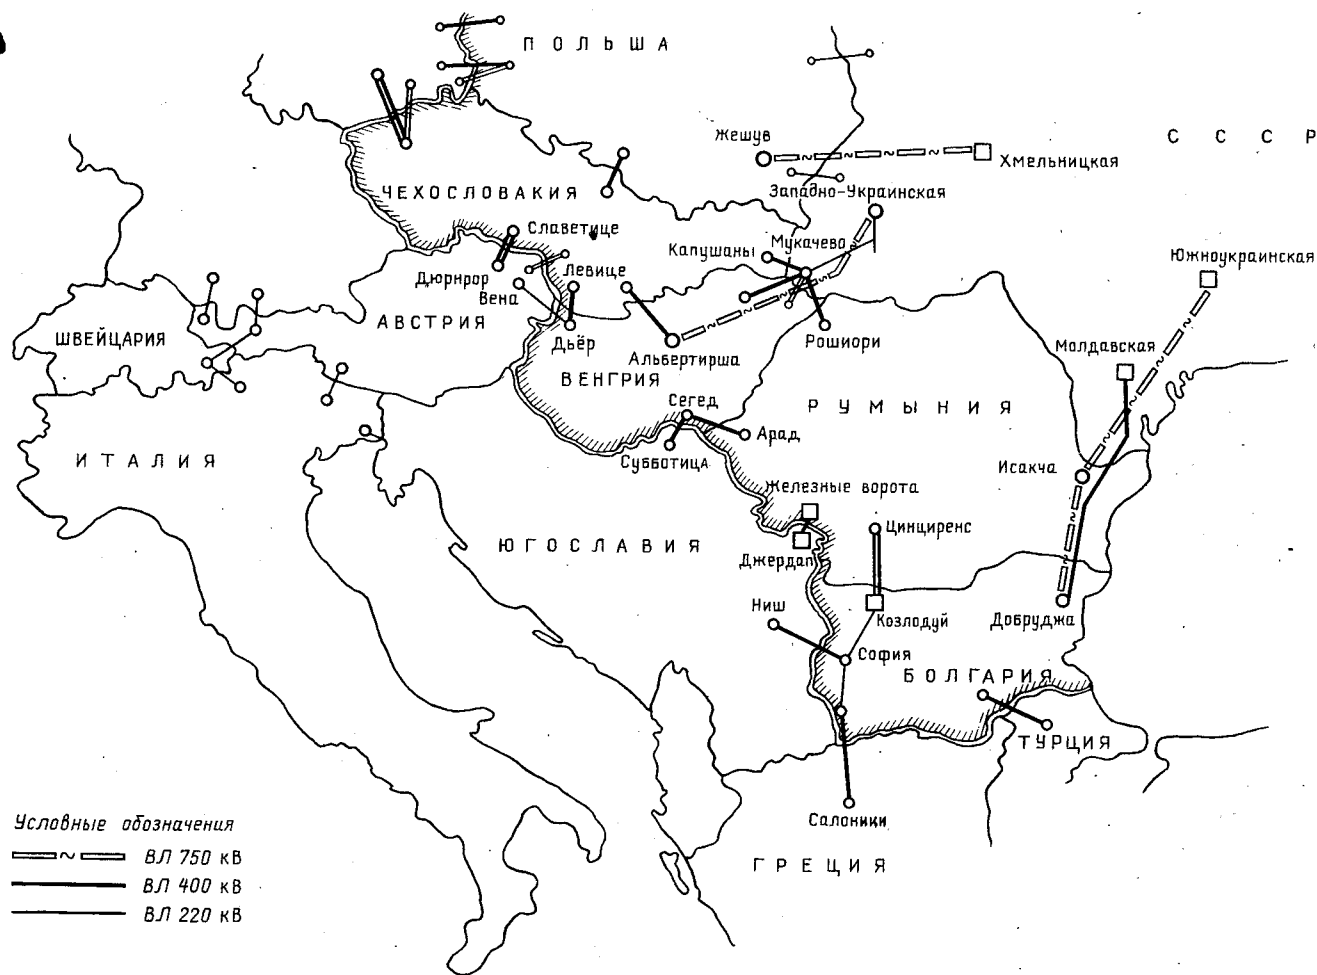 ПОЛЬША
СССР
Жешув
Хмельницкая
ЧЕХОСЛОВАКИЯ
Западно-Украинская
Славетице
Капушаны
Мукачево
Южноукраинская
Дюрнрор
Левице
Вена
АВСТРИЯ
ШВЕЙЦАРИЯ
Дьёр
Альбертирша
Рошиори
Молдавская
ВЕНГРИЯ
Сегед
РУМЫНИЯ
Арад
ИТАЛИЯ
Субботица
Исакча
Железные ворота
Цинциренс
ЮГОСЛАВИЯ
Джердап
Ниш
Козлодуй
Добруджа
София
БОЛГАРИЯ
ТУРЦИЯ
Салоники
ГРЕЦИЯ
Условные обозначения
ВЛ 750 кВ
ВЛ 400 кВ
ВЛ 220 кВ